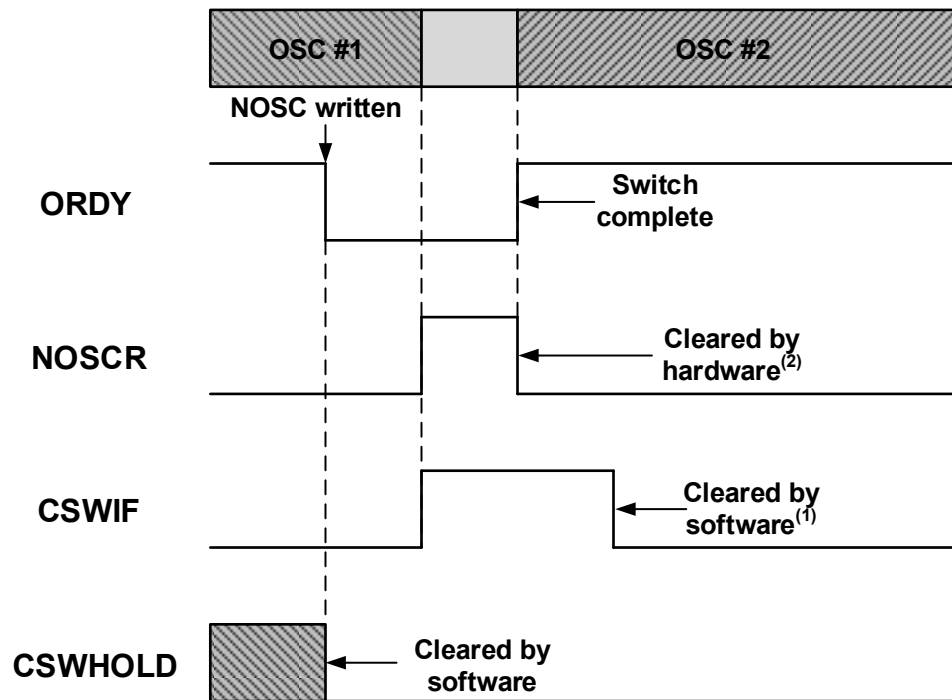 OSC #1
OSC #2
NOSC written
ORDY
Switch
complete
NOSCR
Cleared by
hardware(2)
CSWIF
Cleared by
software(1)
CSWHOLD
Cleared by
software